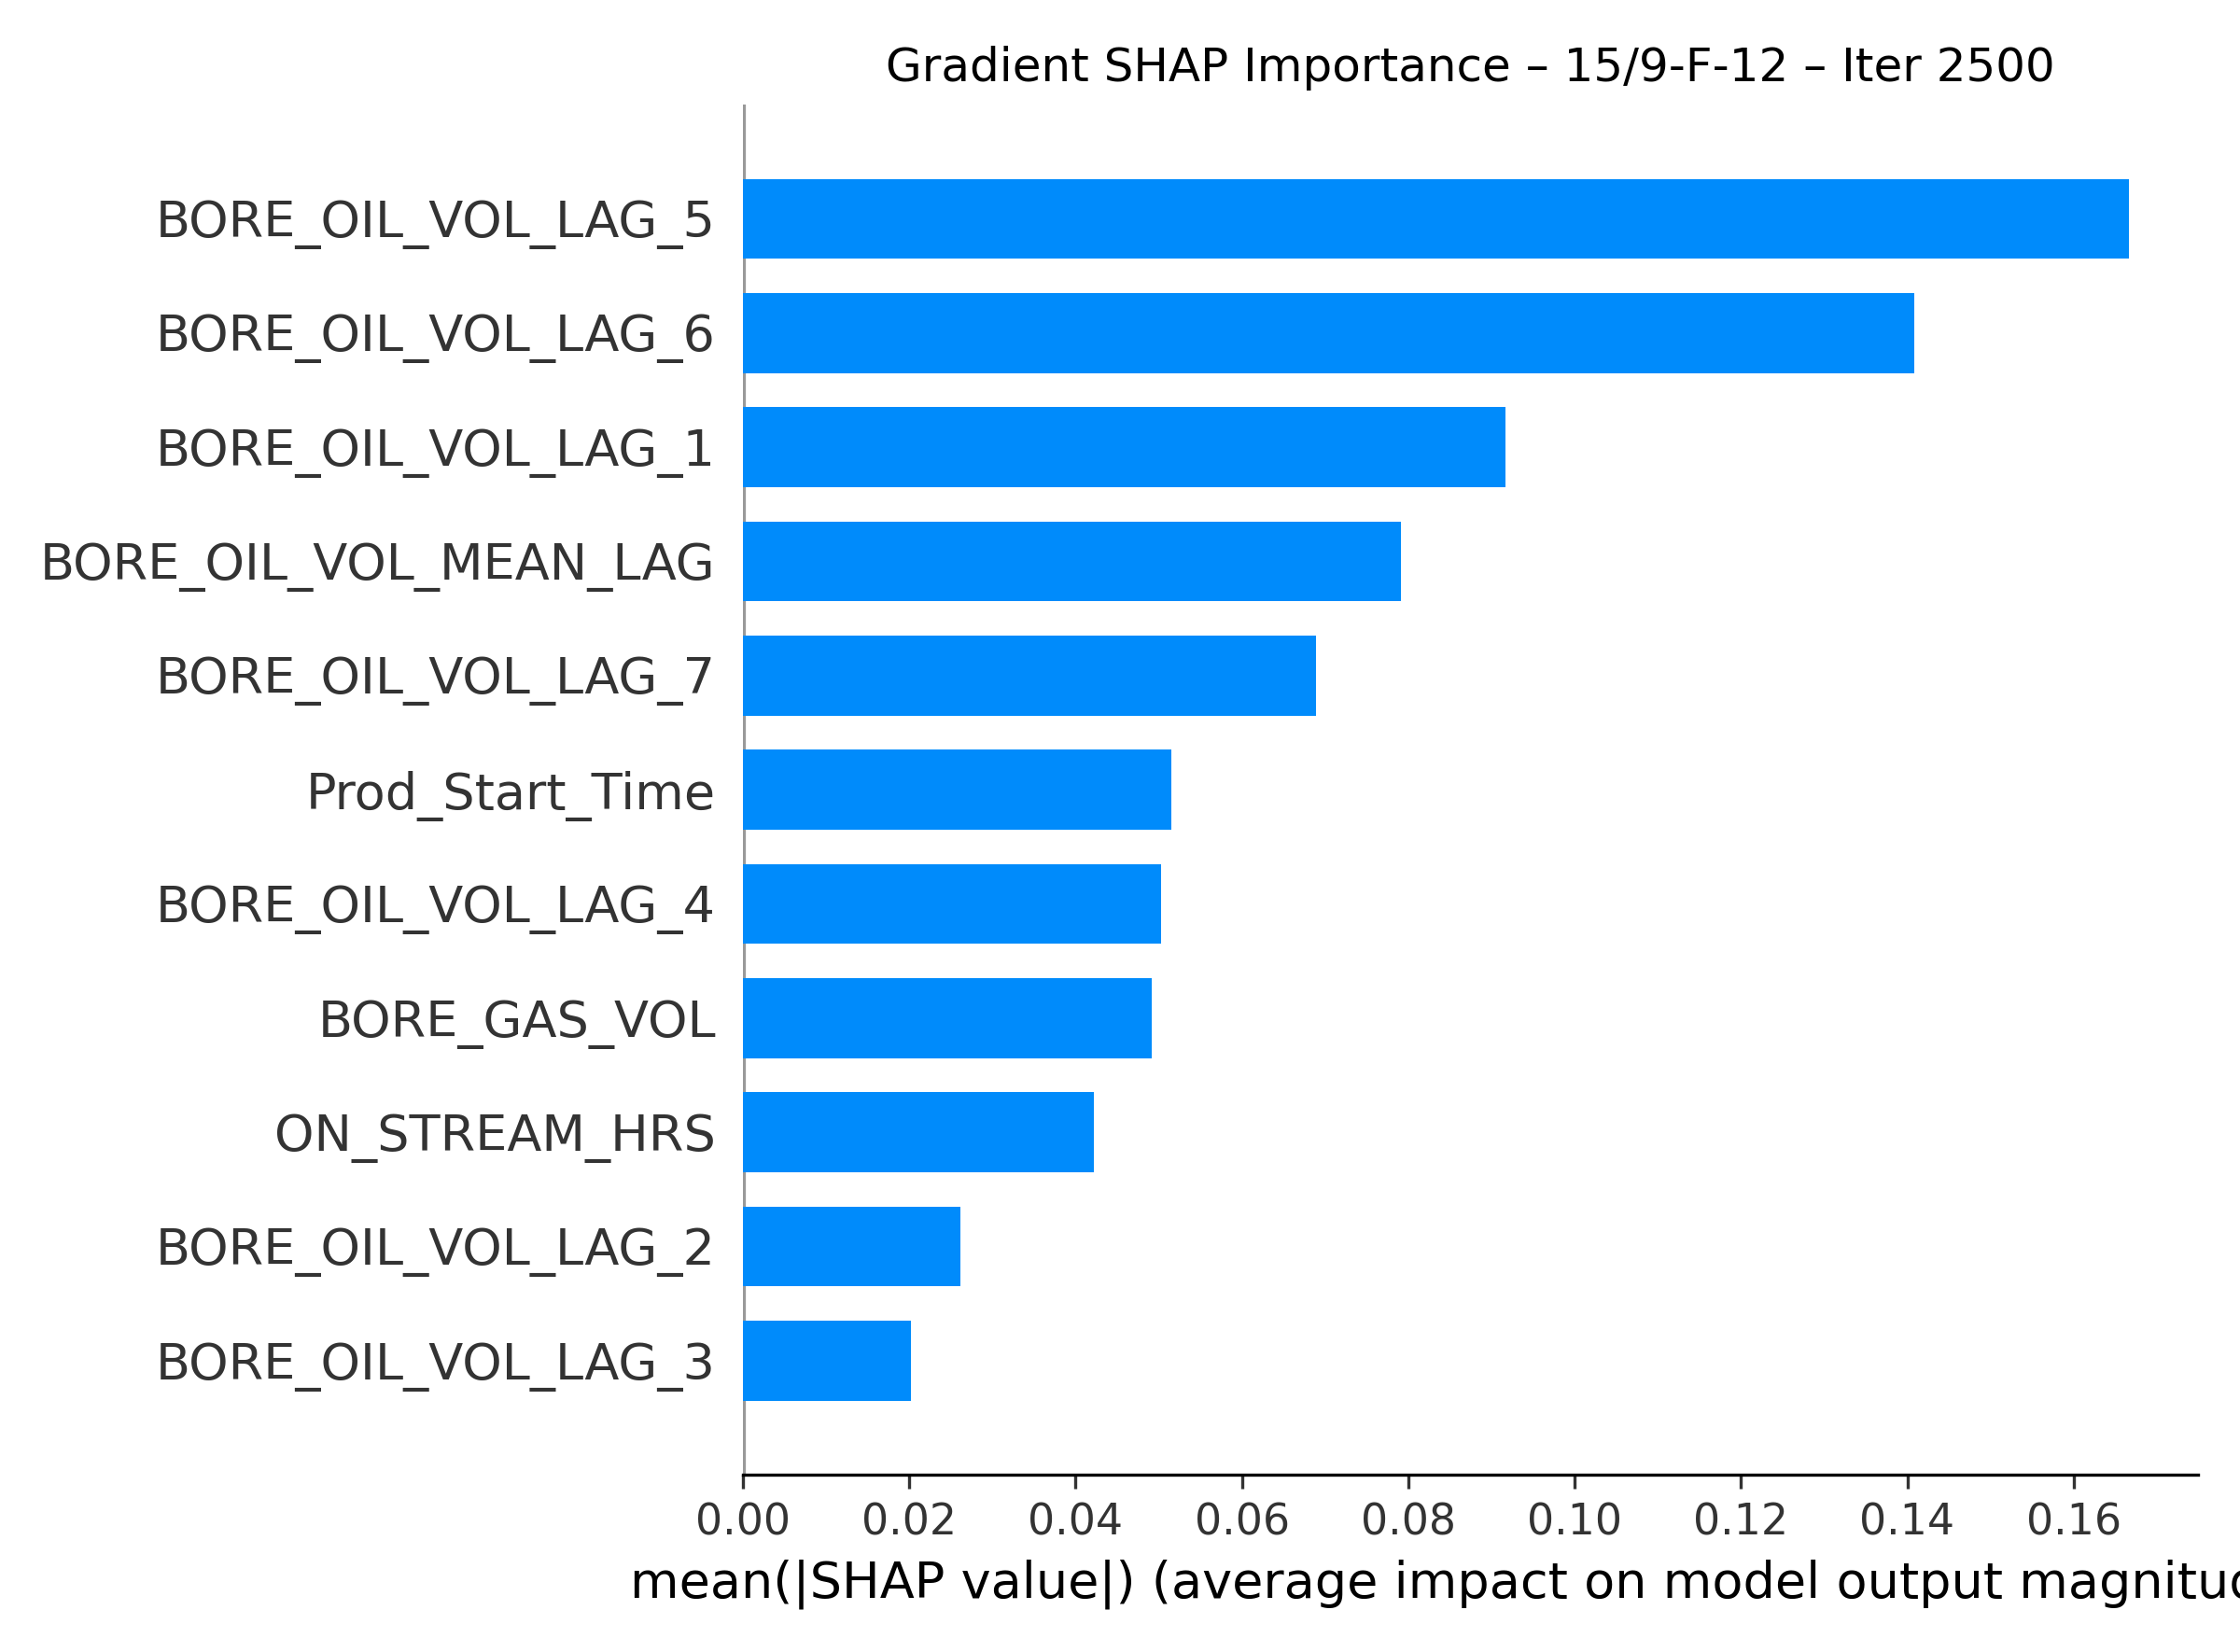 Gradient SHAP Importance – 15/9-F-12 – Iter 2500
BORE_OIL_VOL_LAG_5
BORE_OIL_VOL_LAG_6
BORE_OIL_VOL_LAG_1
BORE_OIL_VOL_MEAN_LAG
BORE_OIL_VOL_LAG_7
Prod_Start_Time
BORE_OIL_VOL_LAG_4
BORE_GAS_VOL
ON_STREAM_HRS
BORE_OIL_VOL_LAG_2
BORE_OIL_VOL_LAG_3
0.00 0.02 0.04 0.06 0.08 0.10 0.12 0.14 0.16
mean(|SHAP value|) (average impact on model output